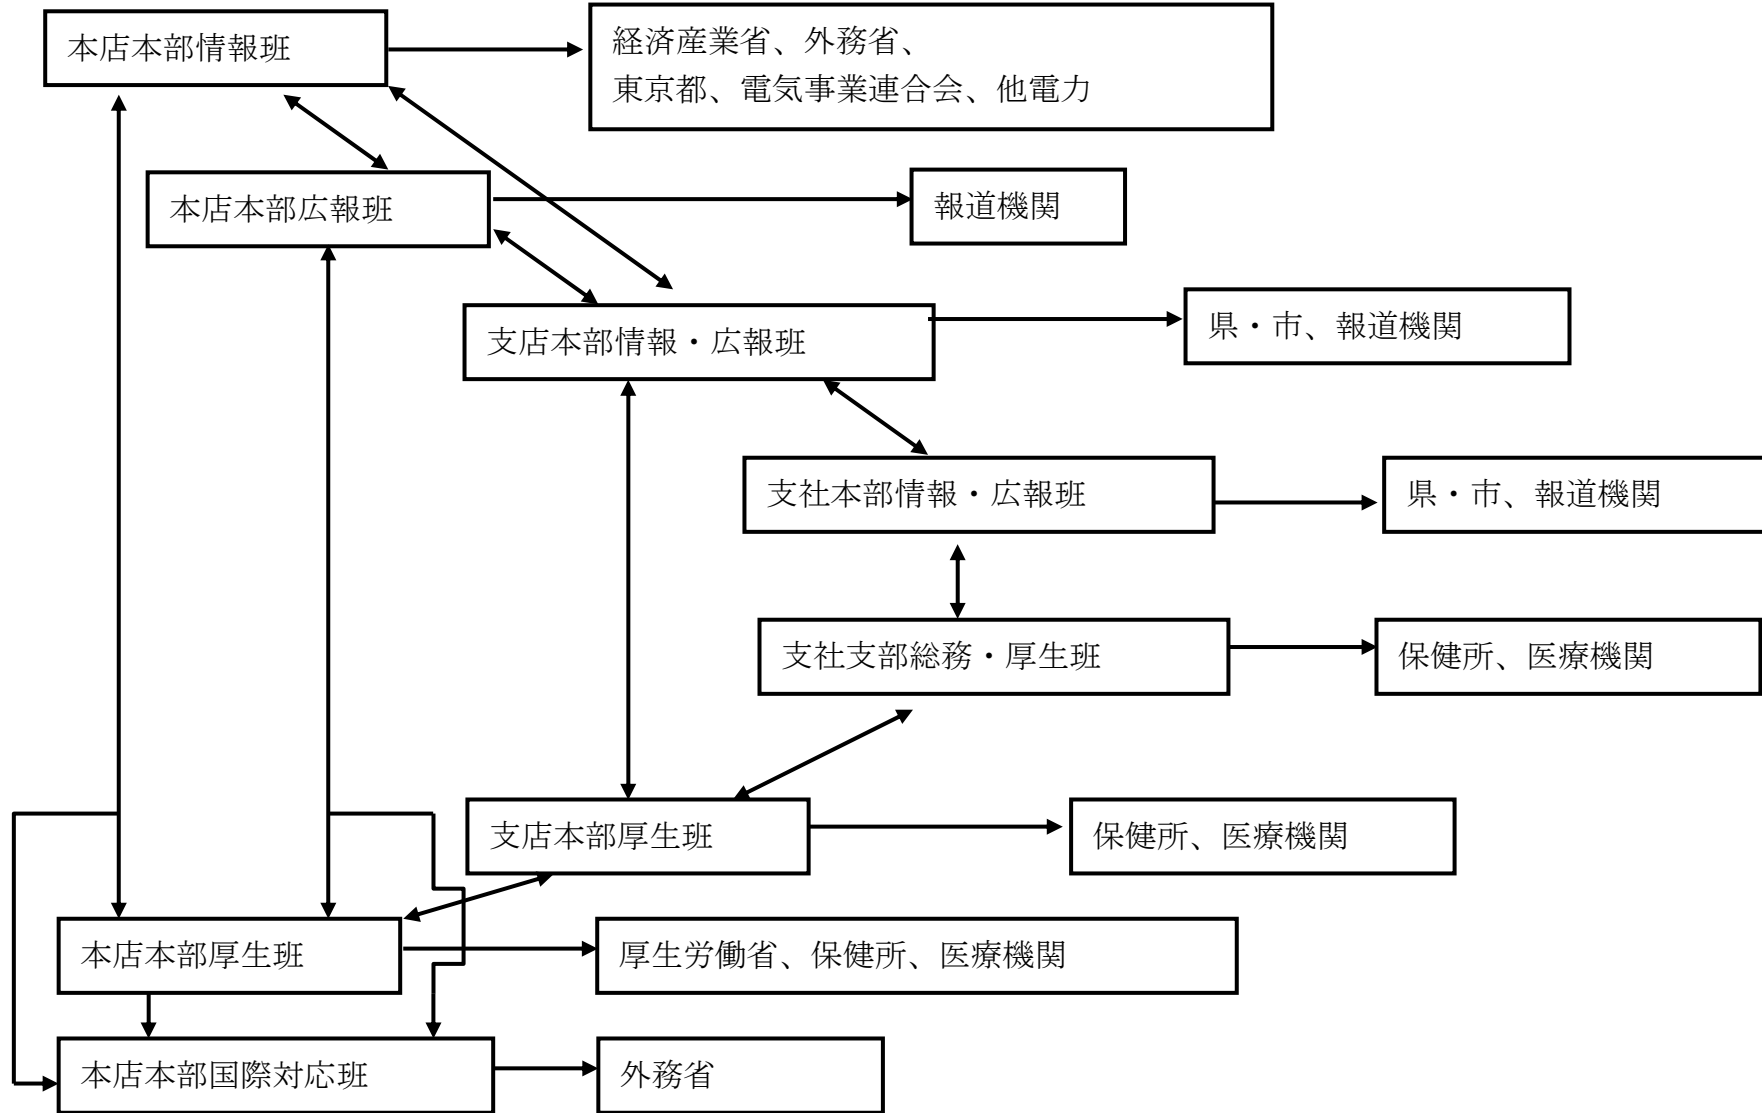 本店本部情報班
経済産業省、外務省、
東京都、電気事業連合会、他電力
本店本部広報班
報道機関
支店本部情報・広報班
県・市、報道機関
支社本部情報・広報班
県・市、報道機関
支社支部総務・厚生班
保健所、医療機関
支店本部厚生班
保健所、医療機関
本店本部厚生班
厚生労働省、保健所、医療機関
本店本部国際対応班
外務省